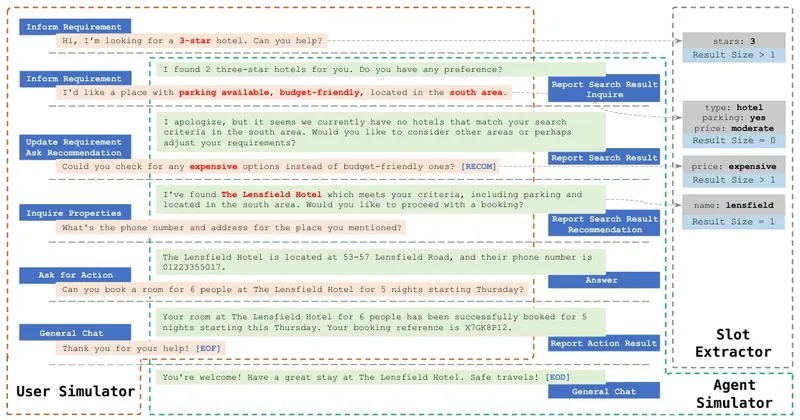 Inform Requirement
Hi, I'm looking for a 3-star hotel. Can you help?
stars: 3
Result Size > 1
I found 2 three-star hotels for you. Do you have any preference?
Inform Requirement
I'd like a place with parking available, budget-friendly, located in the south area.
Report Search Result
Inquire
type: hotel
parking: yes
price: moderate
Result Size = 0
I apologize, but it seems we currently have no hotels that match your search
criteria in the south area. Would you like to consider other areas or perhaps
adjust your requirements?
Update Requirement
Ask Recommendation
Report Search Result
Could you check for any expensive options instead of budget-friendly ones? [RECOM]
price: expensive
Result Size > 1
I've found The Lensfield Hotel which meets your criteria, including parking and
located in the south area. Would you like to proceed with a booking?
name: lensfield
Result Size = 1
Inquire Properties
Report Search Result
Recommendation
What's the phone number and address for the place you mentioned?
The Lensfield Hotel is located at 53-57 Lensfield Road, and their phone number is
01223355017.
Ask for Action
Answer
Can you book a room for 6 people at The Lensfield Hotel for 5 nights starting Thursday?
Your room at The Lensfield Hotel for 6 people has been successfully booked for 5
nights starting this Thursday. Your booking reference is X7GK8P12.
General Chat
Report Action Result
Thank you for your help! [EOF]
Slot
Extractor
You're welcome! Have a great stay at The Lensfield Hotel. Safe travels! [EOD]
General Chat
User Simulator
Agent
Simulator